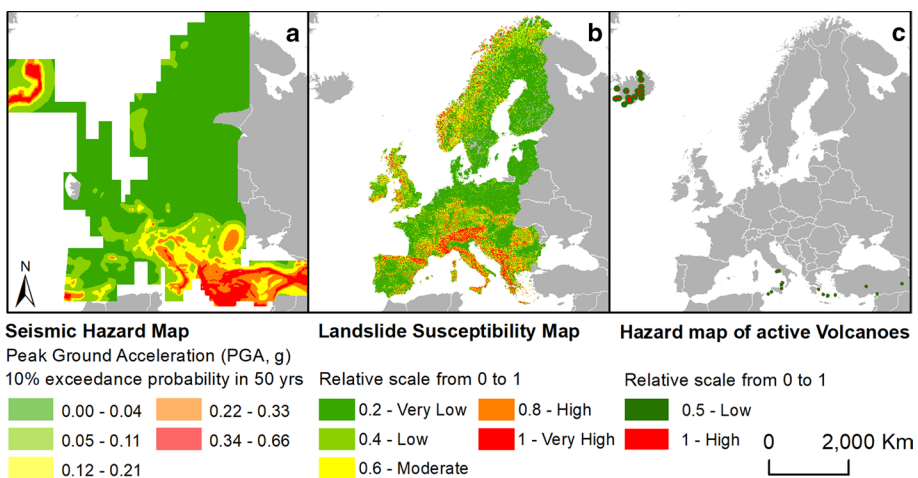 a
b
c
N
Seismic Hazard Map
Peak Ground Acceleration (PGA, g)
10% exceedance probability in 50 yrs
0.00 - 0.04
0.22 - 0.33
0.05 - 0.11
0.34 - 0.66
0.12 - 0.21
Landslide Susceptibility Map
Relative scale from 0 to 1
0.2 - Very Low
0.8 - High
0.4 - Low
1 - Very High
0.6 - Moderate
Hazard map of active Volcanoes
Relative scale from 0 to 1
0.5 - Low
1 - High
0 2,000 Km